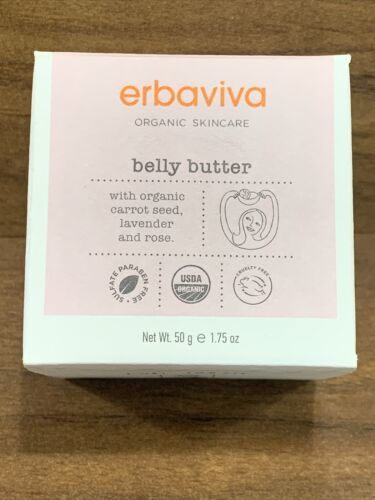 erbaviva
ORGANIC SKINCARE
belly butter
with organic
carrot seed,
lavender
and rose.
SULFATE PARABEN FREE •
USDA
ORGANIC
CRUELTY FREE
Net Wt. 50 g ℮ 1.75 oz